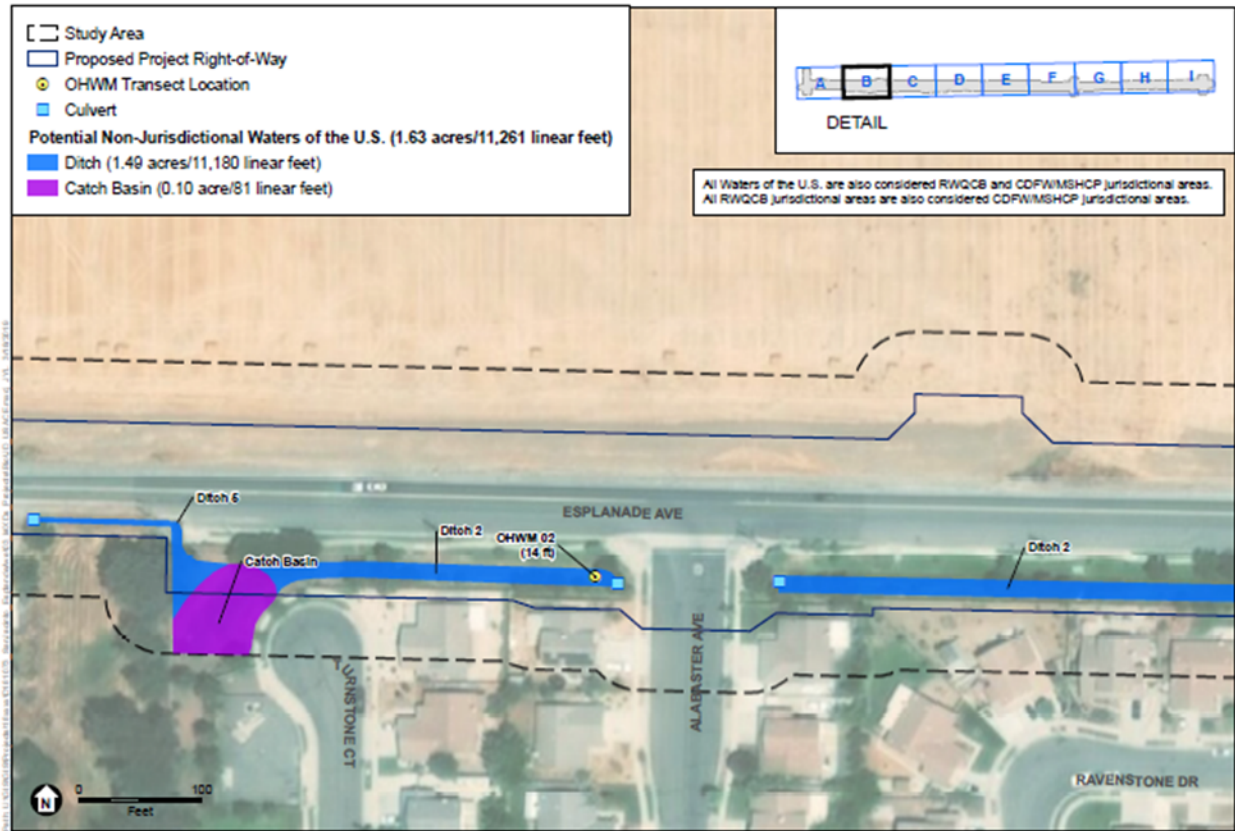 Study Area
Proposed Project Right-of-Way
OHWM Transect Location
Culvert
Potential Non-Jurisdictional Waters of the U.S. (1.63 acres/11,261 linear feet)
Ditch (1.49 acres/11,180 linear feet)
Catch Basin (0.10 acre/81 linear feet)
A B C D E F G H I
DETAIL
All Waters of the U.S. are also considered RWQCB and CDFW/MSHCP jurisdictional areas.
All RWQCB jurisdictional areas are also considered CDFW/MSHCP jurisdictional areas.
Ditch 5
ESPLANADE AVE
Ditch 2
OHWM 02
(14 ft)
Ditch 2
Catch Basin
TURNSTONE CT
ALABASTER AVE
RAVENSTONE DR
N
0 100
Feet